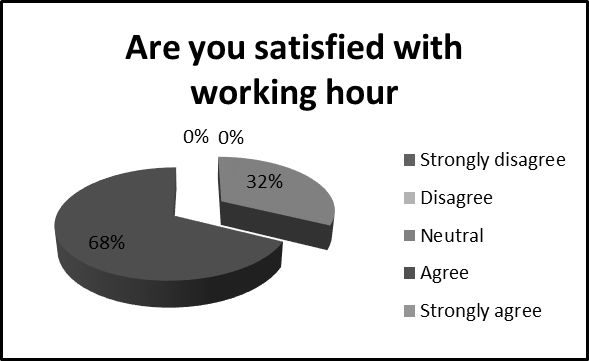 Are you satisfied with
working hour
0% 0%
32%
68%
Strongly disagree
Disagree
Neutral
Agree
Strongly agree